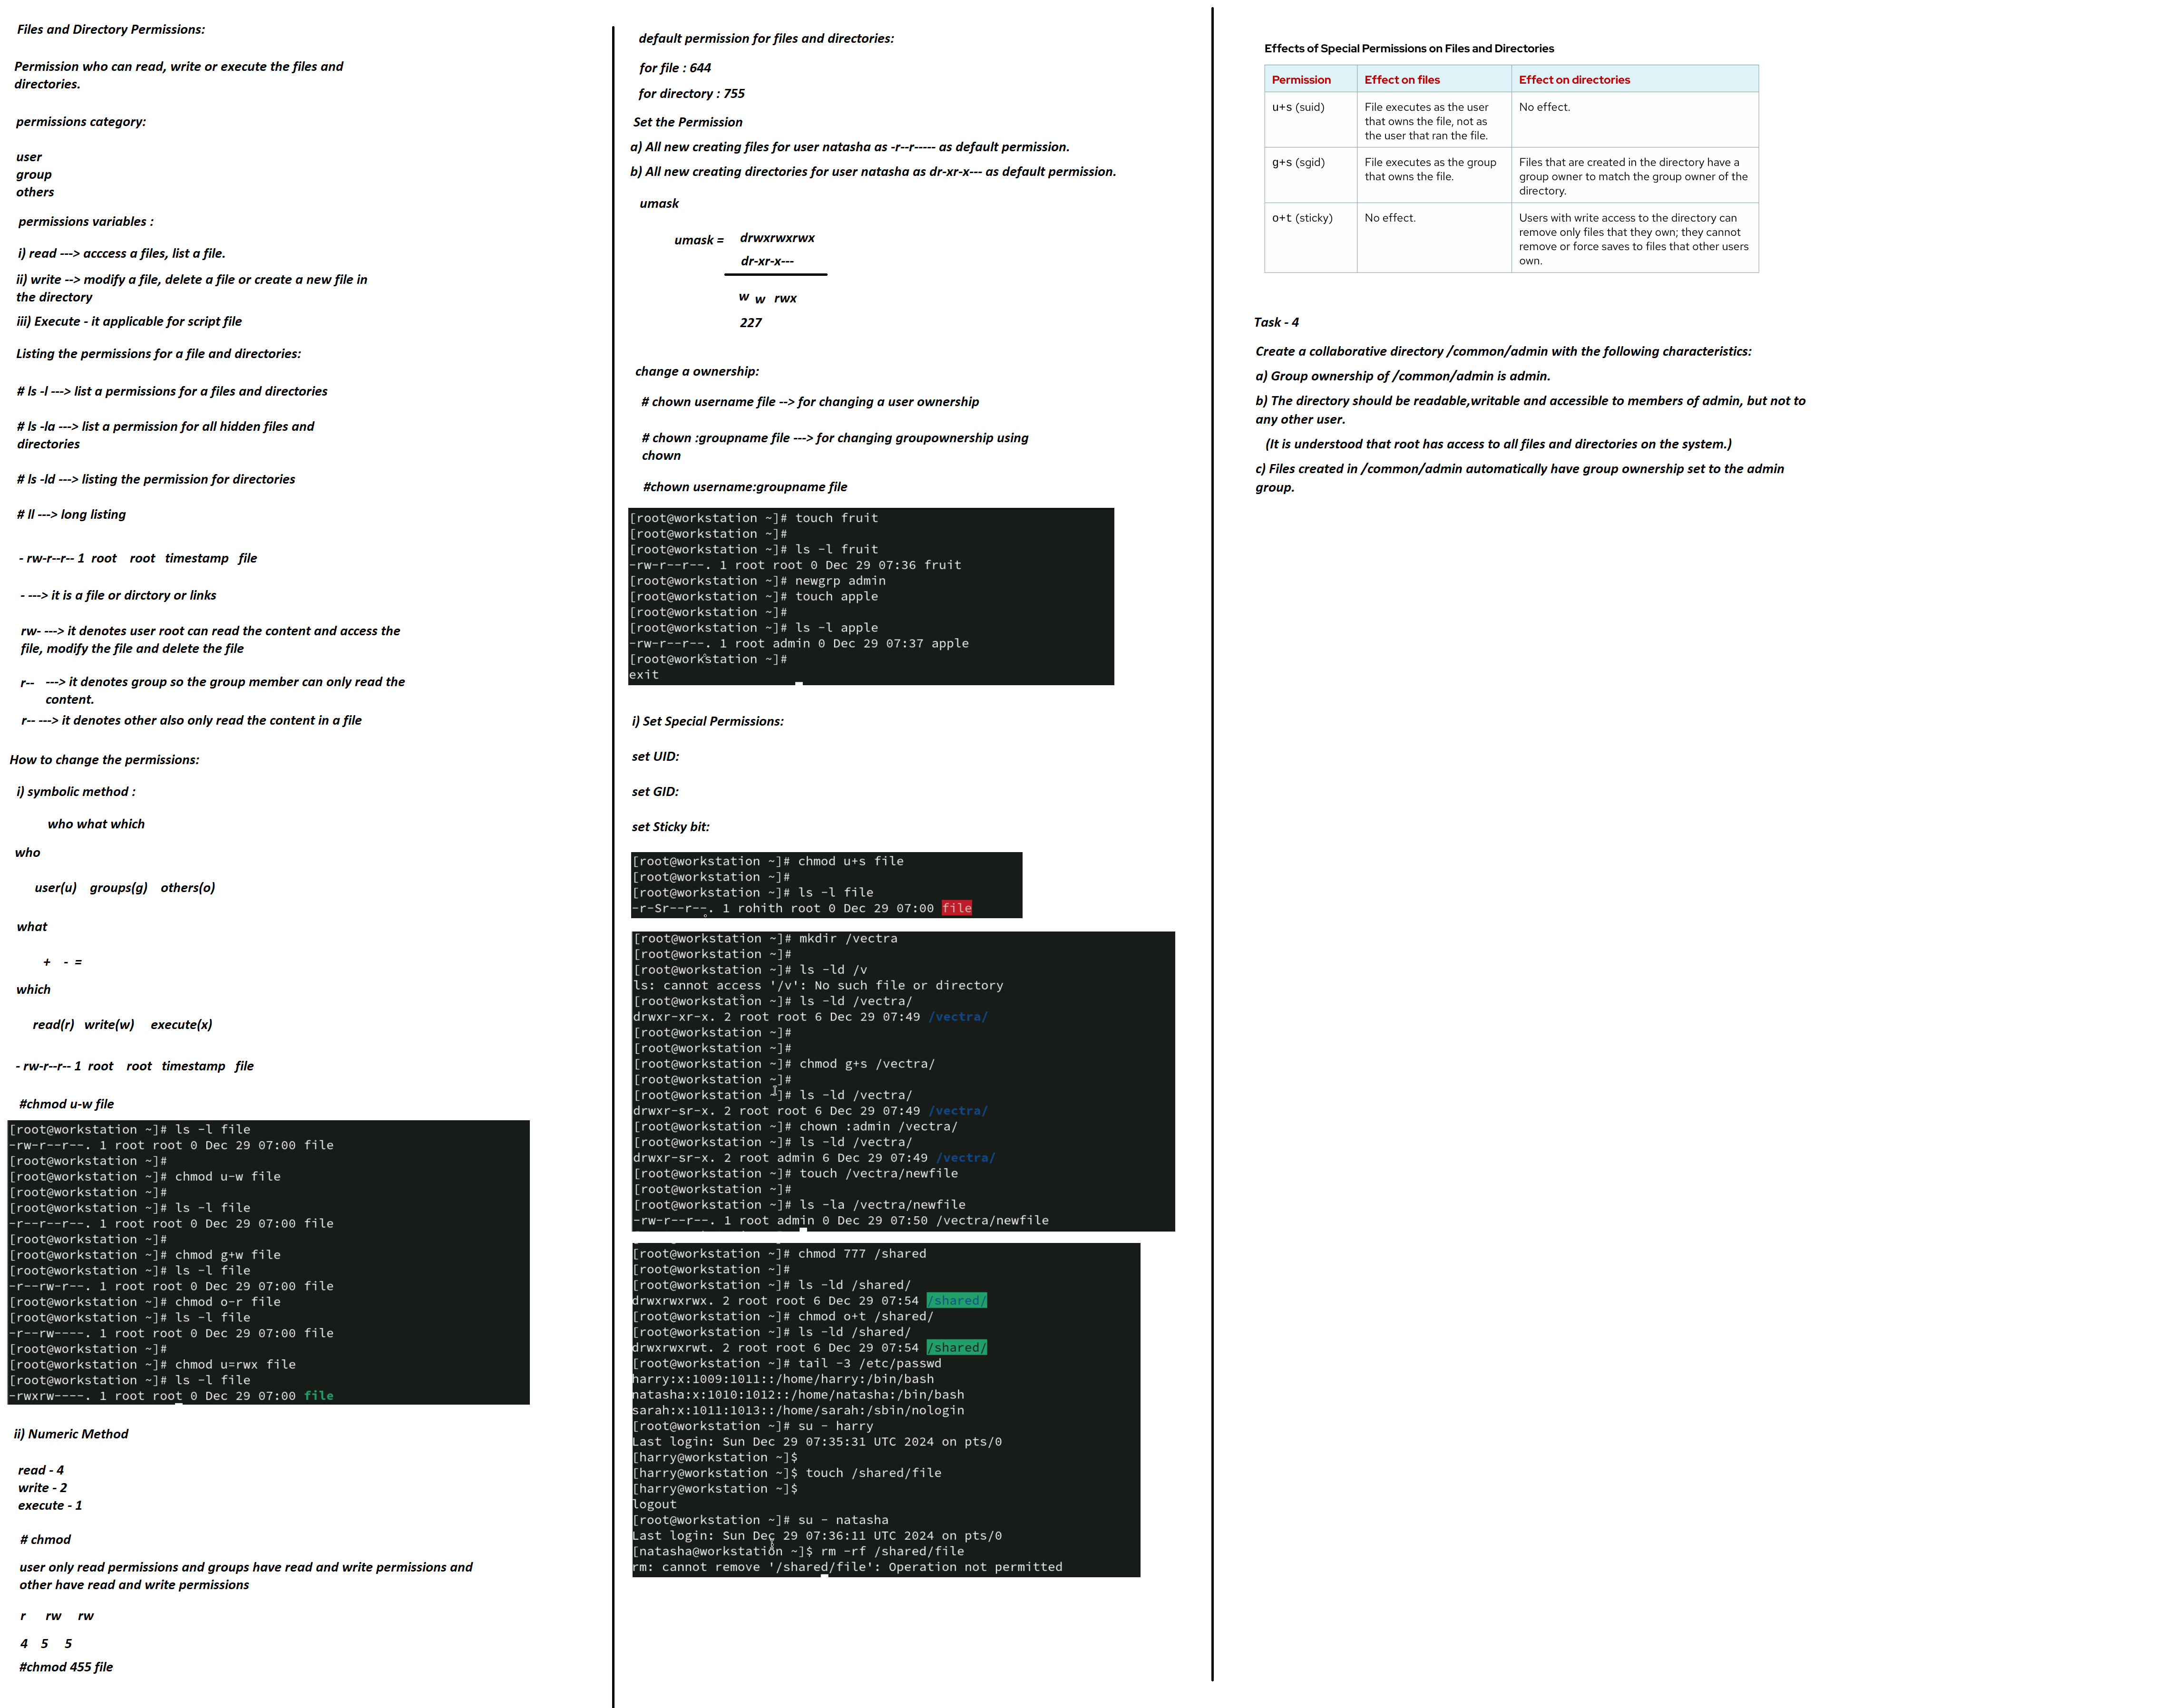 Files and Directory Permissions:
Permission who can read, write or execute the files and
directories.
permissions category:
user
group
others
permissions variables :
i) read ---> acccess a files, list a file.
ii) write --> modify a file, delete a file or create a new file in
the directory
iii) Execute - it applicable for script file
Listing the permissions for a file and directories:
# ls -l ---> list a permissions for a files and directories
# ls -la ---> list a permission for all hidden files and
directories
# ls -ld ---> listing the permission for directories
# ll ---> long listing
- rw-r--r-- 1 root root timestamp file
- ---> it is a file or dirctory or links
rw- ---> it denotes user root can read the content and access the
file, modify the file and delete the file
r-- ---> it denotes group so the group member can only read the
content.
r-- ---> it denotes other also only read the content in a file
How to change the permissions:
i) symbolic method :
who what which
who
user(u) groups(g) others(o)
what
+ - =
which
read(r) write(w) execute(x)
- rw-r--r-- 1 root root timestamp file
#chmod u-w file
[root@workstation ~]# ls -l file
-rw-r--r--. 1 root root 0 Dec 29 07:00 file
[root@workstation ~]#
[root@workstation ~]# chmod u-w file
[root@workstation ~]#
[root@workstation ~]# ls -l file
-r--r--r--. 1 root root 0 Dec 29 07:00 file
[root@workstation ~]#
[root@workstation ~]# chmod g+w file
[root@workstation ~]# ls -l file
-r--rw-r--. 1 root root 0 Dec 29 07:00 file
[root@workstation ~]# chmod o-r file
[root@workstation ~]# ls -l file
-r--rw----. 1 root root 0 Dec 29 07:00 file
[root@workstation ~]#
[root@workstation ~]# chmod u=rwx file
[root@workstation ~]# ls -l file
-rwxrw----. 1 root root 0 Dec 29 07:00 file
ii) Numeric Method
read - 4
write - 2
execute - 1
# chmod
user only read permissions and groups have read and write permissions and
other have read and write permissions
r rw rw
4 5 5
#chmod 455 file
default permission for files and directories:
for file : 644
for directory : 755
Set the Permission
a) All new creating files for user natasha as -r--r----- as default permission.
b) All new creating directories for user natasha as dr-xr-x--- as default permission.
umask
umask = drwxrwxrwx
dr-xr-x---
w w rwx
227
change a ownership:
# chown username file --> for changing a user ownership
# chown :groupname file ---> for changing groupownership using
chown
#chown username:groupname file
[root@workstation ~]# touch fruit
[root@workstation ~]#
[root@workstation ~]# ls -l fruit
-rw-r--r--. 1 root root 0 Dec 29 07:36 fruit
[root@workstation ~]# newgrp admin
[root@workstation ~]# touch apple
[root@workstation ~]#
[root@workstation ~]# ls -l apple
-rw-r--r--. 1 root admin 0 Dec 29 07:37 apple
[root@workstation ~]#
exit
i) Set Special Permissions:
set UID:
set GID:
set Sticky bit:
[root@workstation ~]# chmod u+s file
[root@workstation ~]#
[root@workstation ~]# ls -l file
-r-Sr--r--. 1 rohith root 0 Dec 29 07:00 file
[root@workstation ~]# mkdir /vectra
[root@workstation ~]#
[root@workstation ~]# ls -ld /v
ls: cannot access '/v': No such file or directory
[root@workstation ~]# ls -ld /vectra/
drwxr-xr-x. 2 root root 6 Dec 29 07:49 /vectra/
[root@workstation ~]#
[root@workstation ~]#
[root@workstation ~]# chmod g+s /vectra/
[root@workstation ~]#
[root@workstation ~]# ls -ld /vectra/
drwxr-sr-x. 2 root root 6 Dec 29 07:49 /vectra/
[root@workstation ~]# chown :admin /vectra/
[root@workstation ~]# ls -ld /vectra/
drwxr-sr-x. 2 root admin 6 Dec 29 07:49 /vectra/
[root@workstation ~]# touch /vectra/newfile
[root@workstation ~]#
[root@workstation ~]# ls -la /vectra/newfile
-rw-r--r--. 1 root admin 0 Dec 29 07:50 /vectra/newfile
[root@workstation ~]# chmod 777 /shared
[root@workstation ~]#
[root@workstation ~]# ls -ld /shared/
drwxrwxrwx. 2 root root 6 Dec 29 07:54 /shared/
[root@workstation ~]# chmod o+t /shared/
[root@workstation ~]# ls -ld /shared/
drwxrwxrwt. 2 root root 6 Dec 29 07:54 /shared/
[root@workstation ~]# tail -3 /etc/passwd
harry:x:1009:1011::/home/harry:/bin/bash
natasha:x:1010:1012::/home/natasha:/bin/bash
sarah:x:1011:1013::/home/sarah:/sbin/nologin
[root@workstation ~]# su - harry
Last login: Sun Dec 29 07:35:31 UTC 2024 on pts/0
[harry@workstation ~]$
[harry@workstation ~]$ touch /shared/file
[harry@workstation ~]$
logout
[root@workstation ~]# su - natasha
Last login: Sun Dec 29 07:36:11 UTC 2024 on pts/0
[natasha@workstation ~]$ rm -rf /shared/file
rm: cannot remove '/shared/file': Operation not permitted
Effects of Special Permissions on Files and Directories
Permission Effect on files Effect on directories
u+s (suid) File executes as the user No effect.
that owns the file, not as
the user that ran the file.
g+s (sgid) File executes as the group Files that are created in the directory have a
that owns the file. group owner to match the group owner of the
directory.
o+t (sticky) No effect. Users with write access to the directory can
remove only files that they own; they cannot
remove or force saves to files that other users
own.
Task - 4
Create a collaborative directory /common/admin with the following characteristics:
a) Group ownership of /common/admin is admin.
b) The directory should be readable,writable and accessible to members of admin, but not to
any other user.
(It is understood that root has access to all files and directories on the system.)
c) Files created in /common/admin automatically have group ownership set to the admin
group.